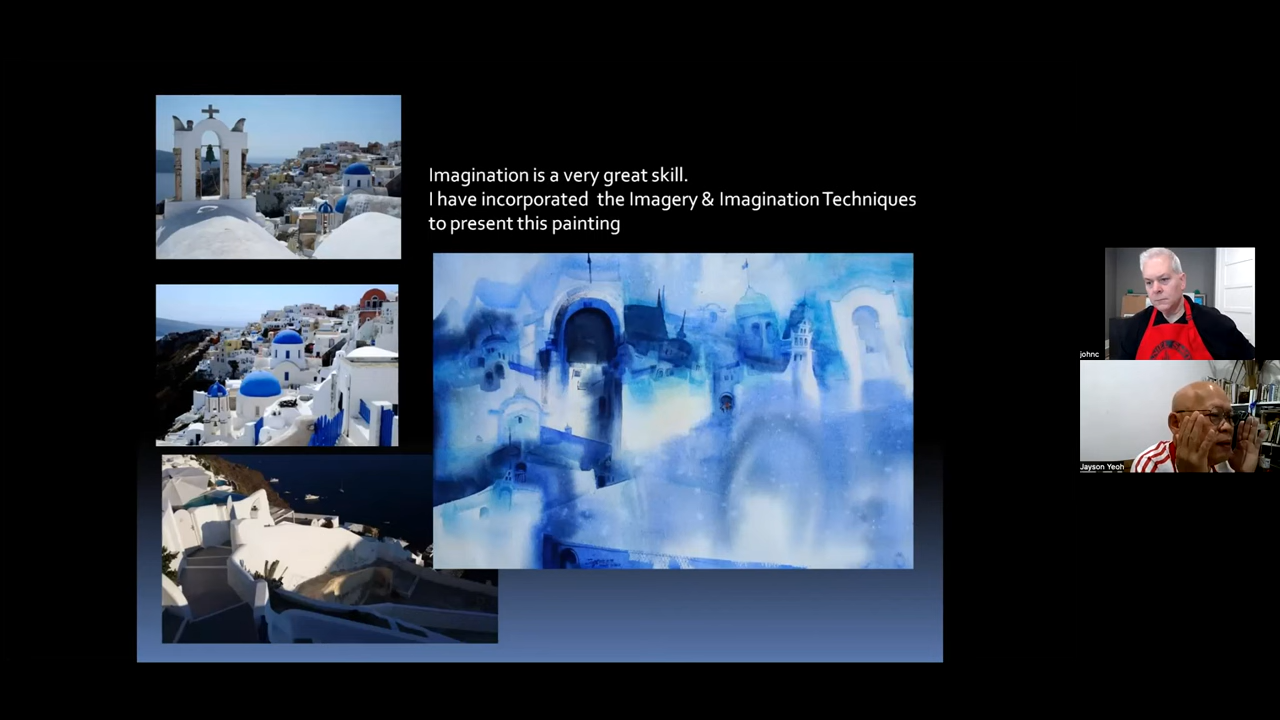 Imagination is a very great skill.
I have incorporated the Imagery & Imagination Techniques
to present this painting
johnc
Jayson Yeoh